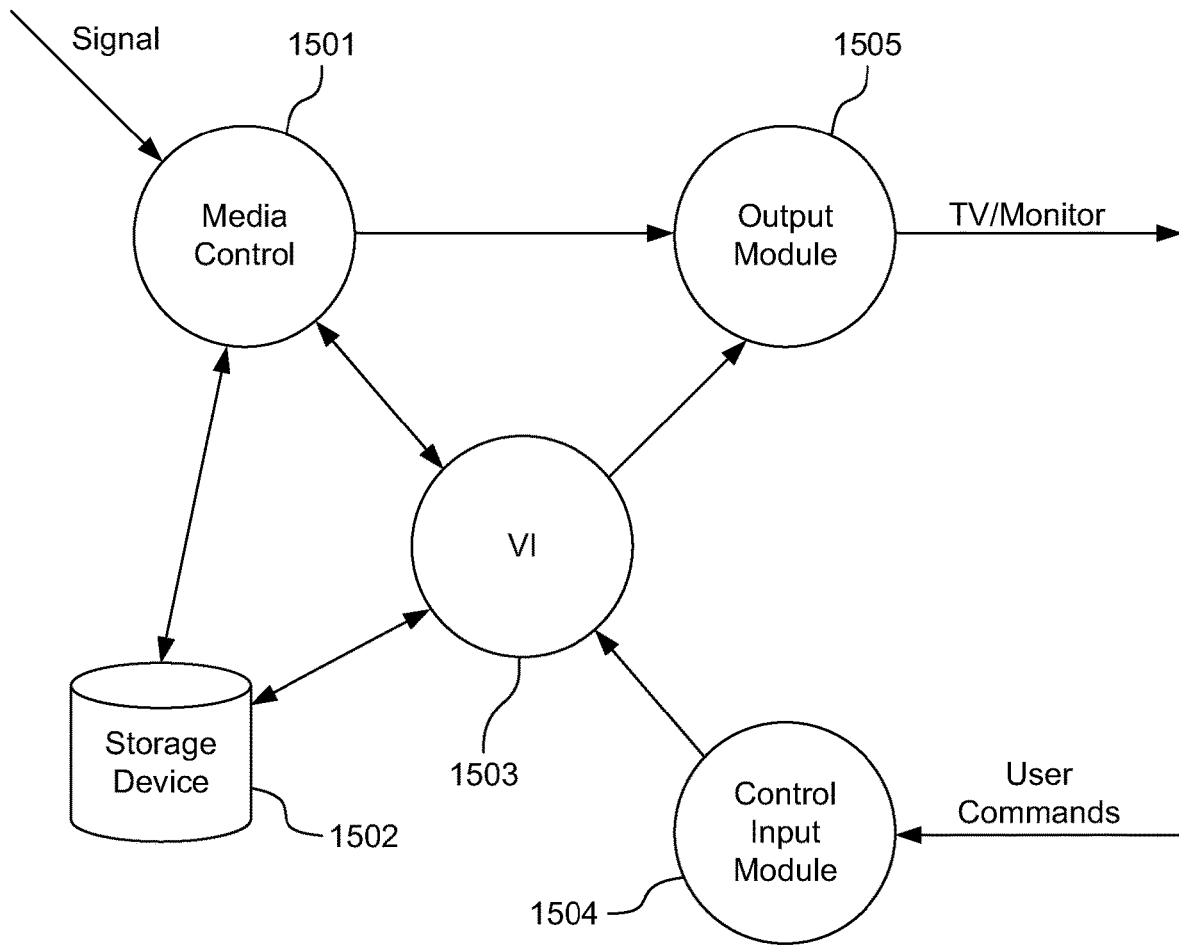 Signal
1501
1505
Media
Control
Output
Module
TV/Monitor
VI
Storage
Device
1503
1502
Control
Input
Module
User
Commands
1504